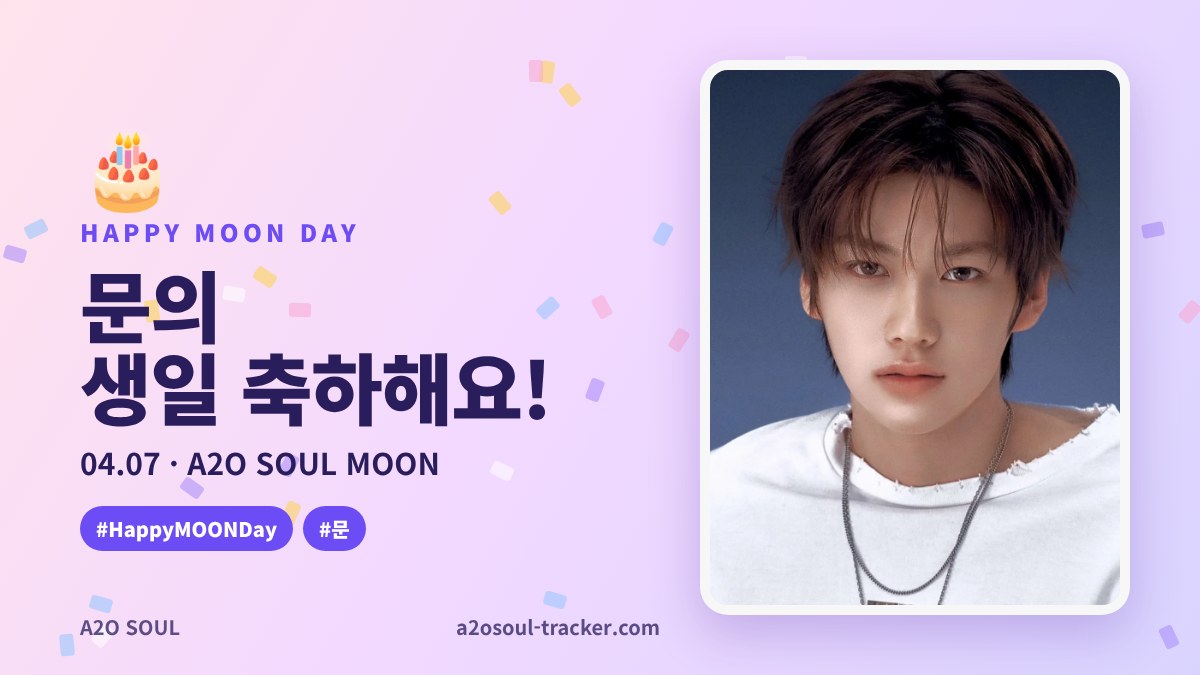 HAPPY MOON DAY
문의
생일 축하해요!
04.07 · A2O SOUL MOON
#HappyMOONDay #문
A2O SOUL
a2osoul-tracker.com